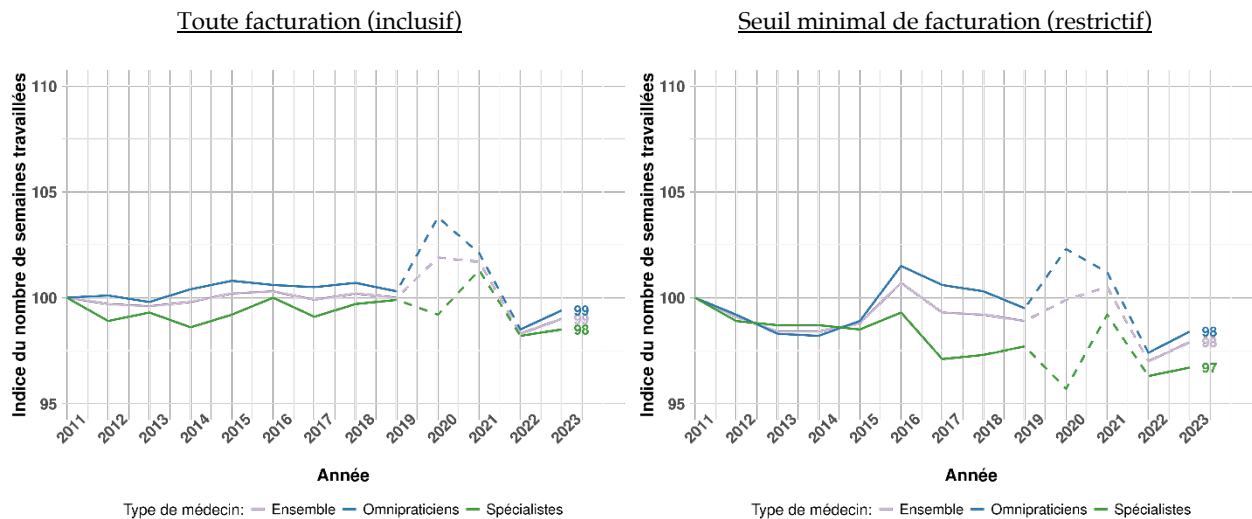 Toute facturation (inclusif)
Indice du nombre de semaines travaillées
110
105
100
95
99
99
98
2011 2012 2013 2014 2015 2016 2017 2018 2019 2020 2021 2022 2023
Année
Type de médecin: Ensemble Omnipraticiens Spécialistes
Seuil minimal de facturation (restrictif)
Indice du nombre de semaines travaillées
110
105
100
95
98
98
97
2011 2012 2013 2014 2015 2016 2017 2018 2019 2020 2021 2022 2023
Année
Type de médecin: Ensemble Omnipraticiens Spécialistes